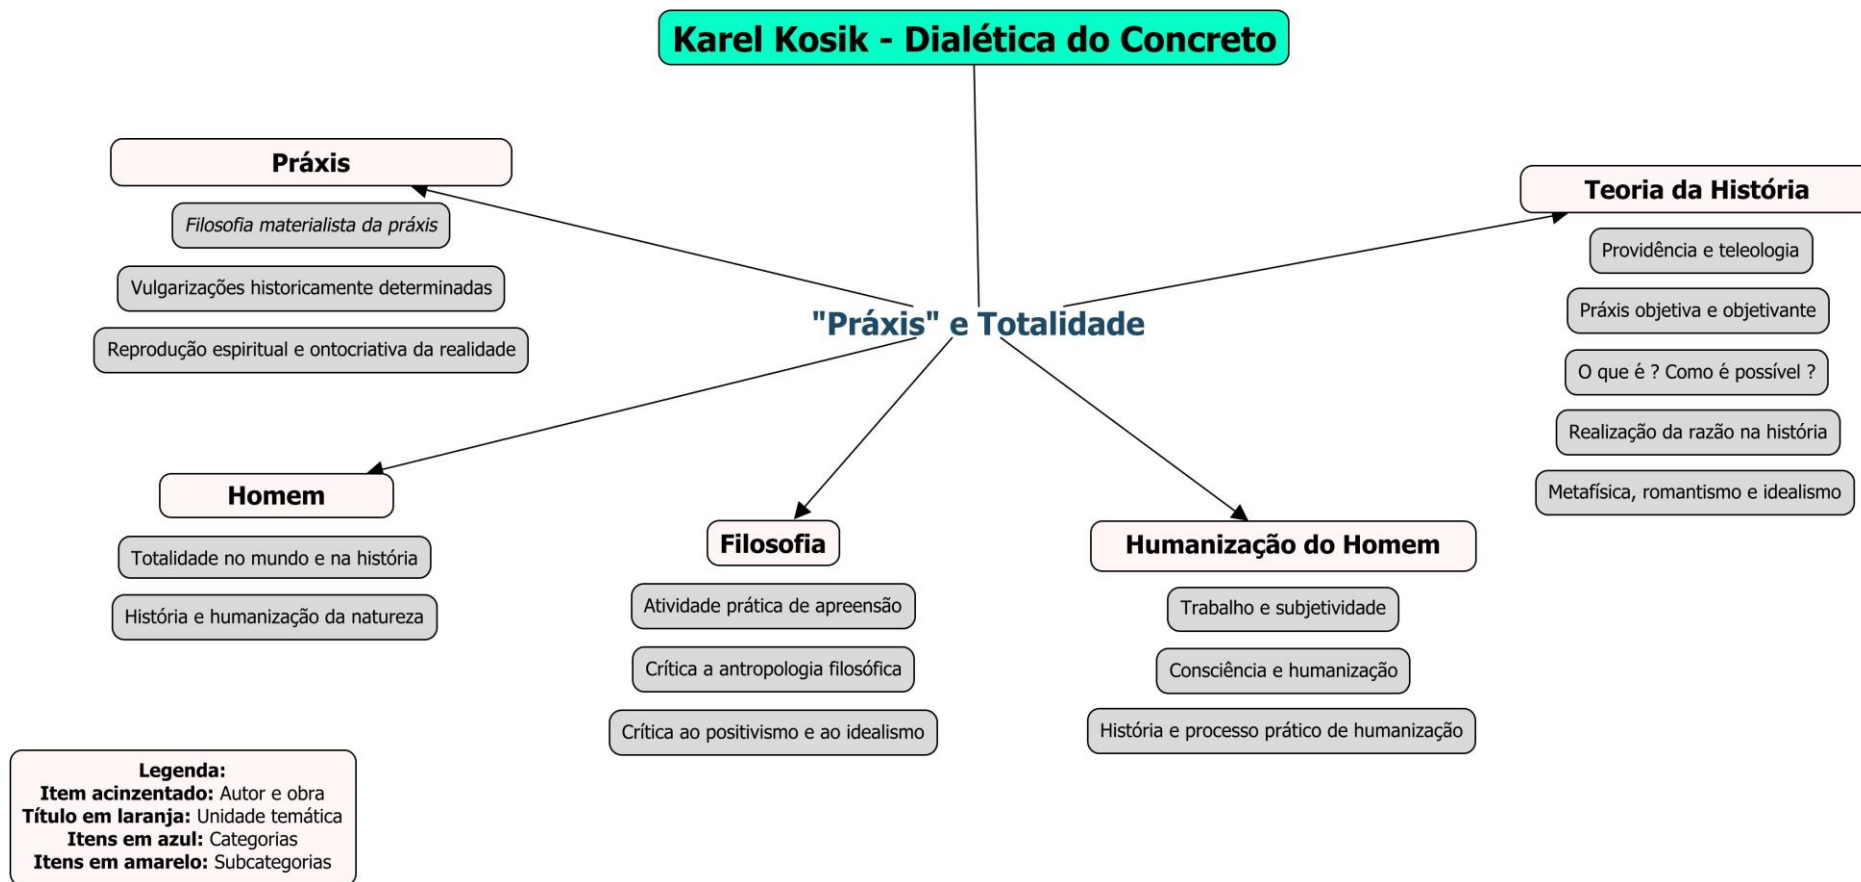 Karel Kosik - Dialética do Concreto
Práxis
Filosofia materialista da práxis
Vulgarizações historicamente determinadas
Reprodução espiritual e ontocriativa da realidade
Teoria da História
Providência e teleologia
Práxis objetiva e objetivante
O que é ? Como é possível ?
Realização da razão na história
Metafísica, romantismo e idealismo
"Práxis" e Totalidade
Homem
Totalidade no mundo e na história
História e humanização da natureza
Filosofia
Atividade prática de apreensão
Crítica a antropologia filosófica
Crítica ao positivismo e ao idealismo
Humanização do Homem
Trabalho e subjetividade
Consciência e humanização
História e processo prático de humanização
Legenda:
Item acinzentado: Autor e obra
Título em laranja: Unidade temática
Itens em azul: Categorias
Itens em amarelo: Subcategorias